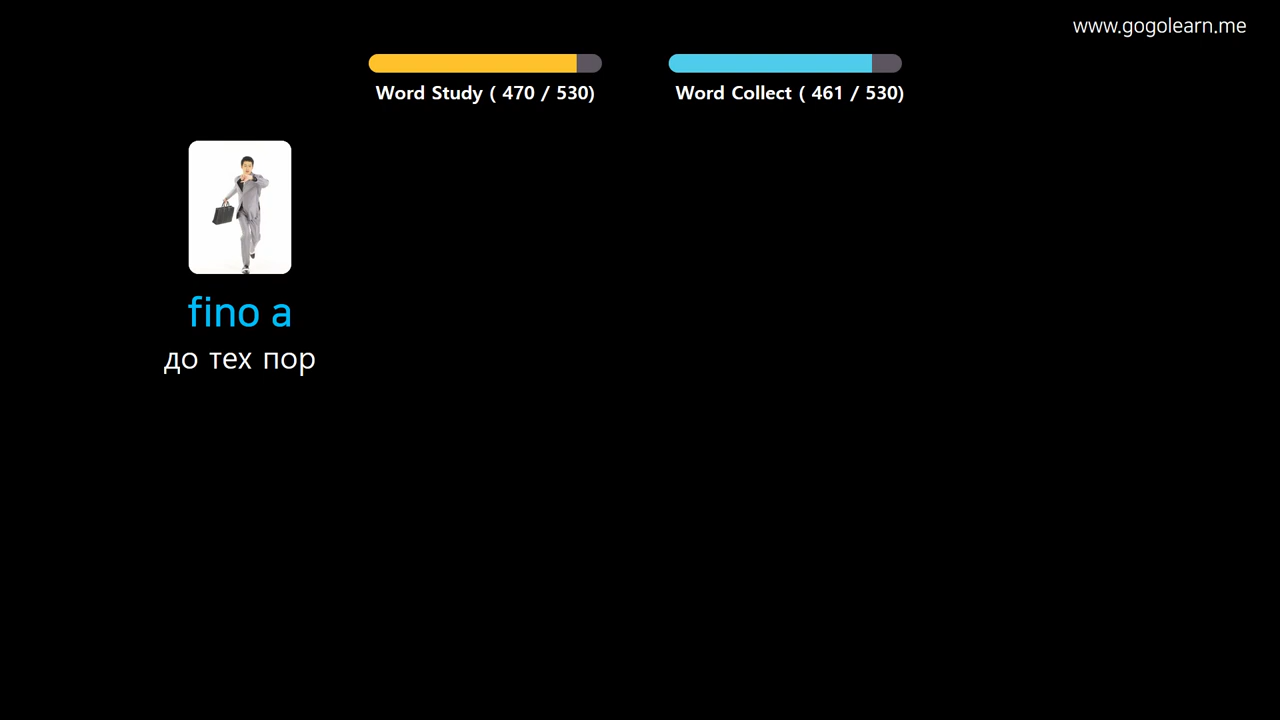 www.gogolearn.me
Word Study ( 470 / 530)
Word Collect ( 461 / 530)
fino a
до тех пор